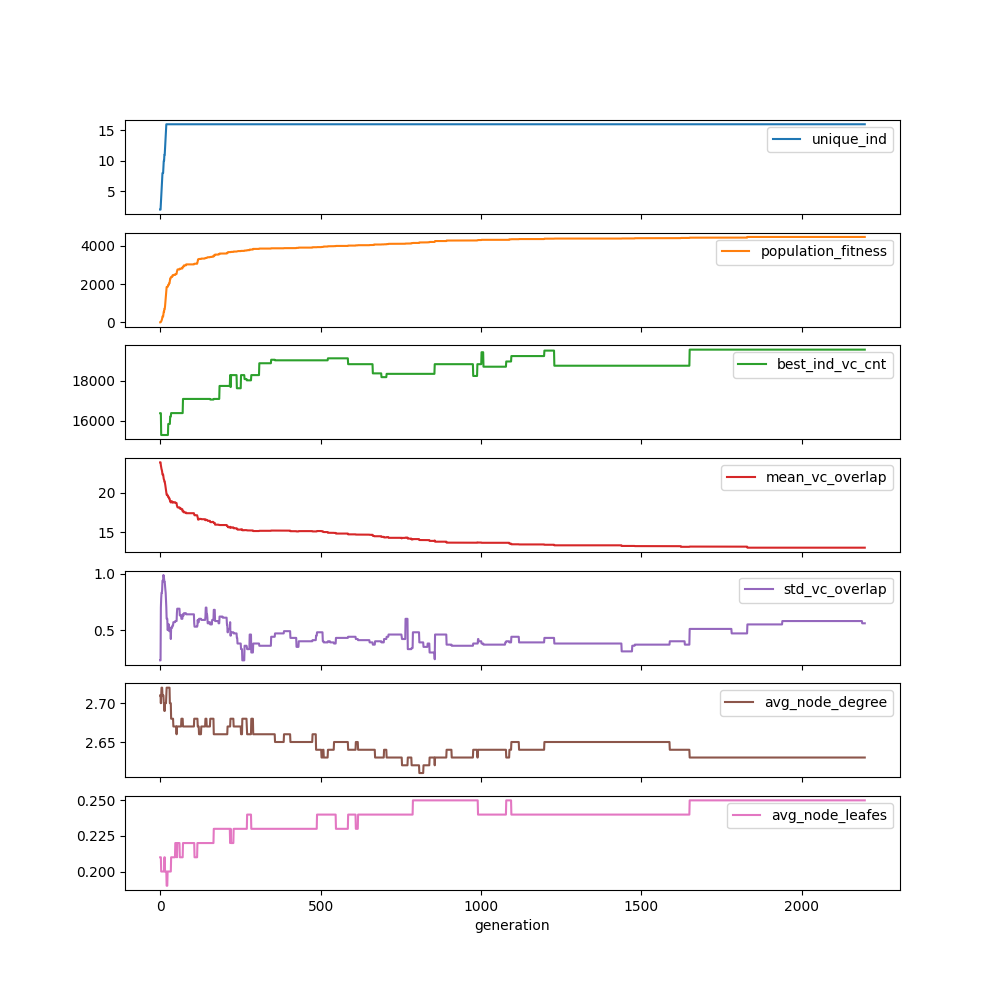 15
10
5
unique_ind
4000
2000
0
population_fitness
18000
16000
best_ind_vc_cnt
20
15
mean_vc_overlap
1.0
0.5
std_vc_overlap
2.70
2.65
avg_node_degree
0.250
0.225
0.200
avg_node_leafes
0 500 1000 1500 2000
generation